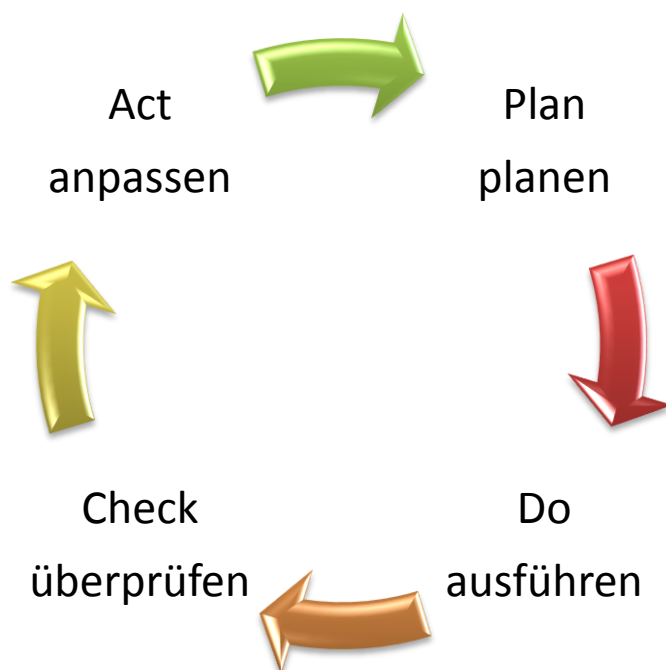 Act
anpassen
Plan
planen
Check
überprüfen
Do
ausführen